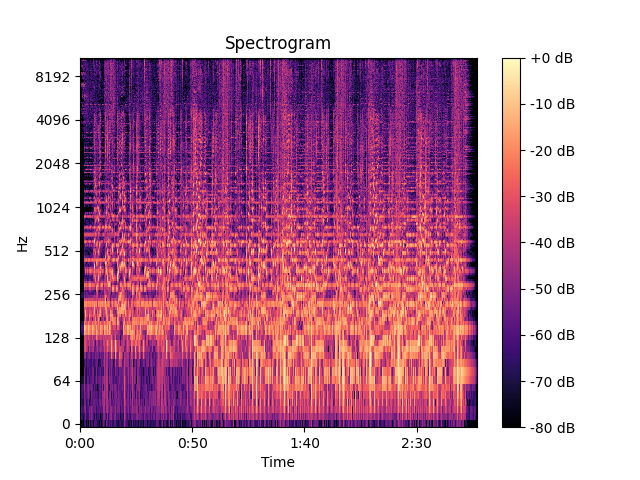 Spectrogram
8192
4096
2048
1024
512
256
128
64
0
Hz
0:00
0:50
1:40
2:30
Time
+0 dB
-10 dB
-20 dB
-30 dB
-40 dB
-50 dB
-60 dB
-70 dB
-80 dB